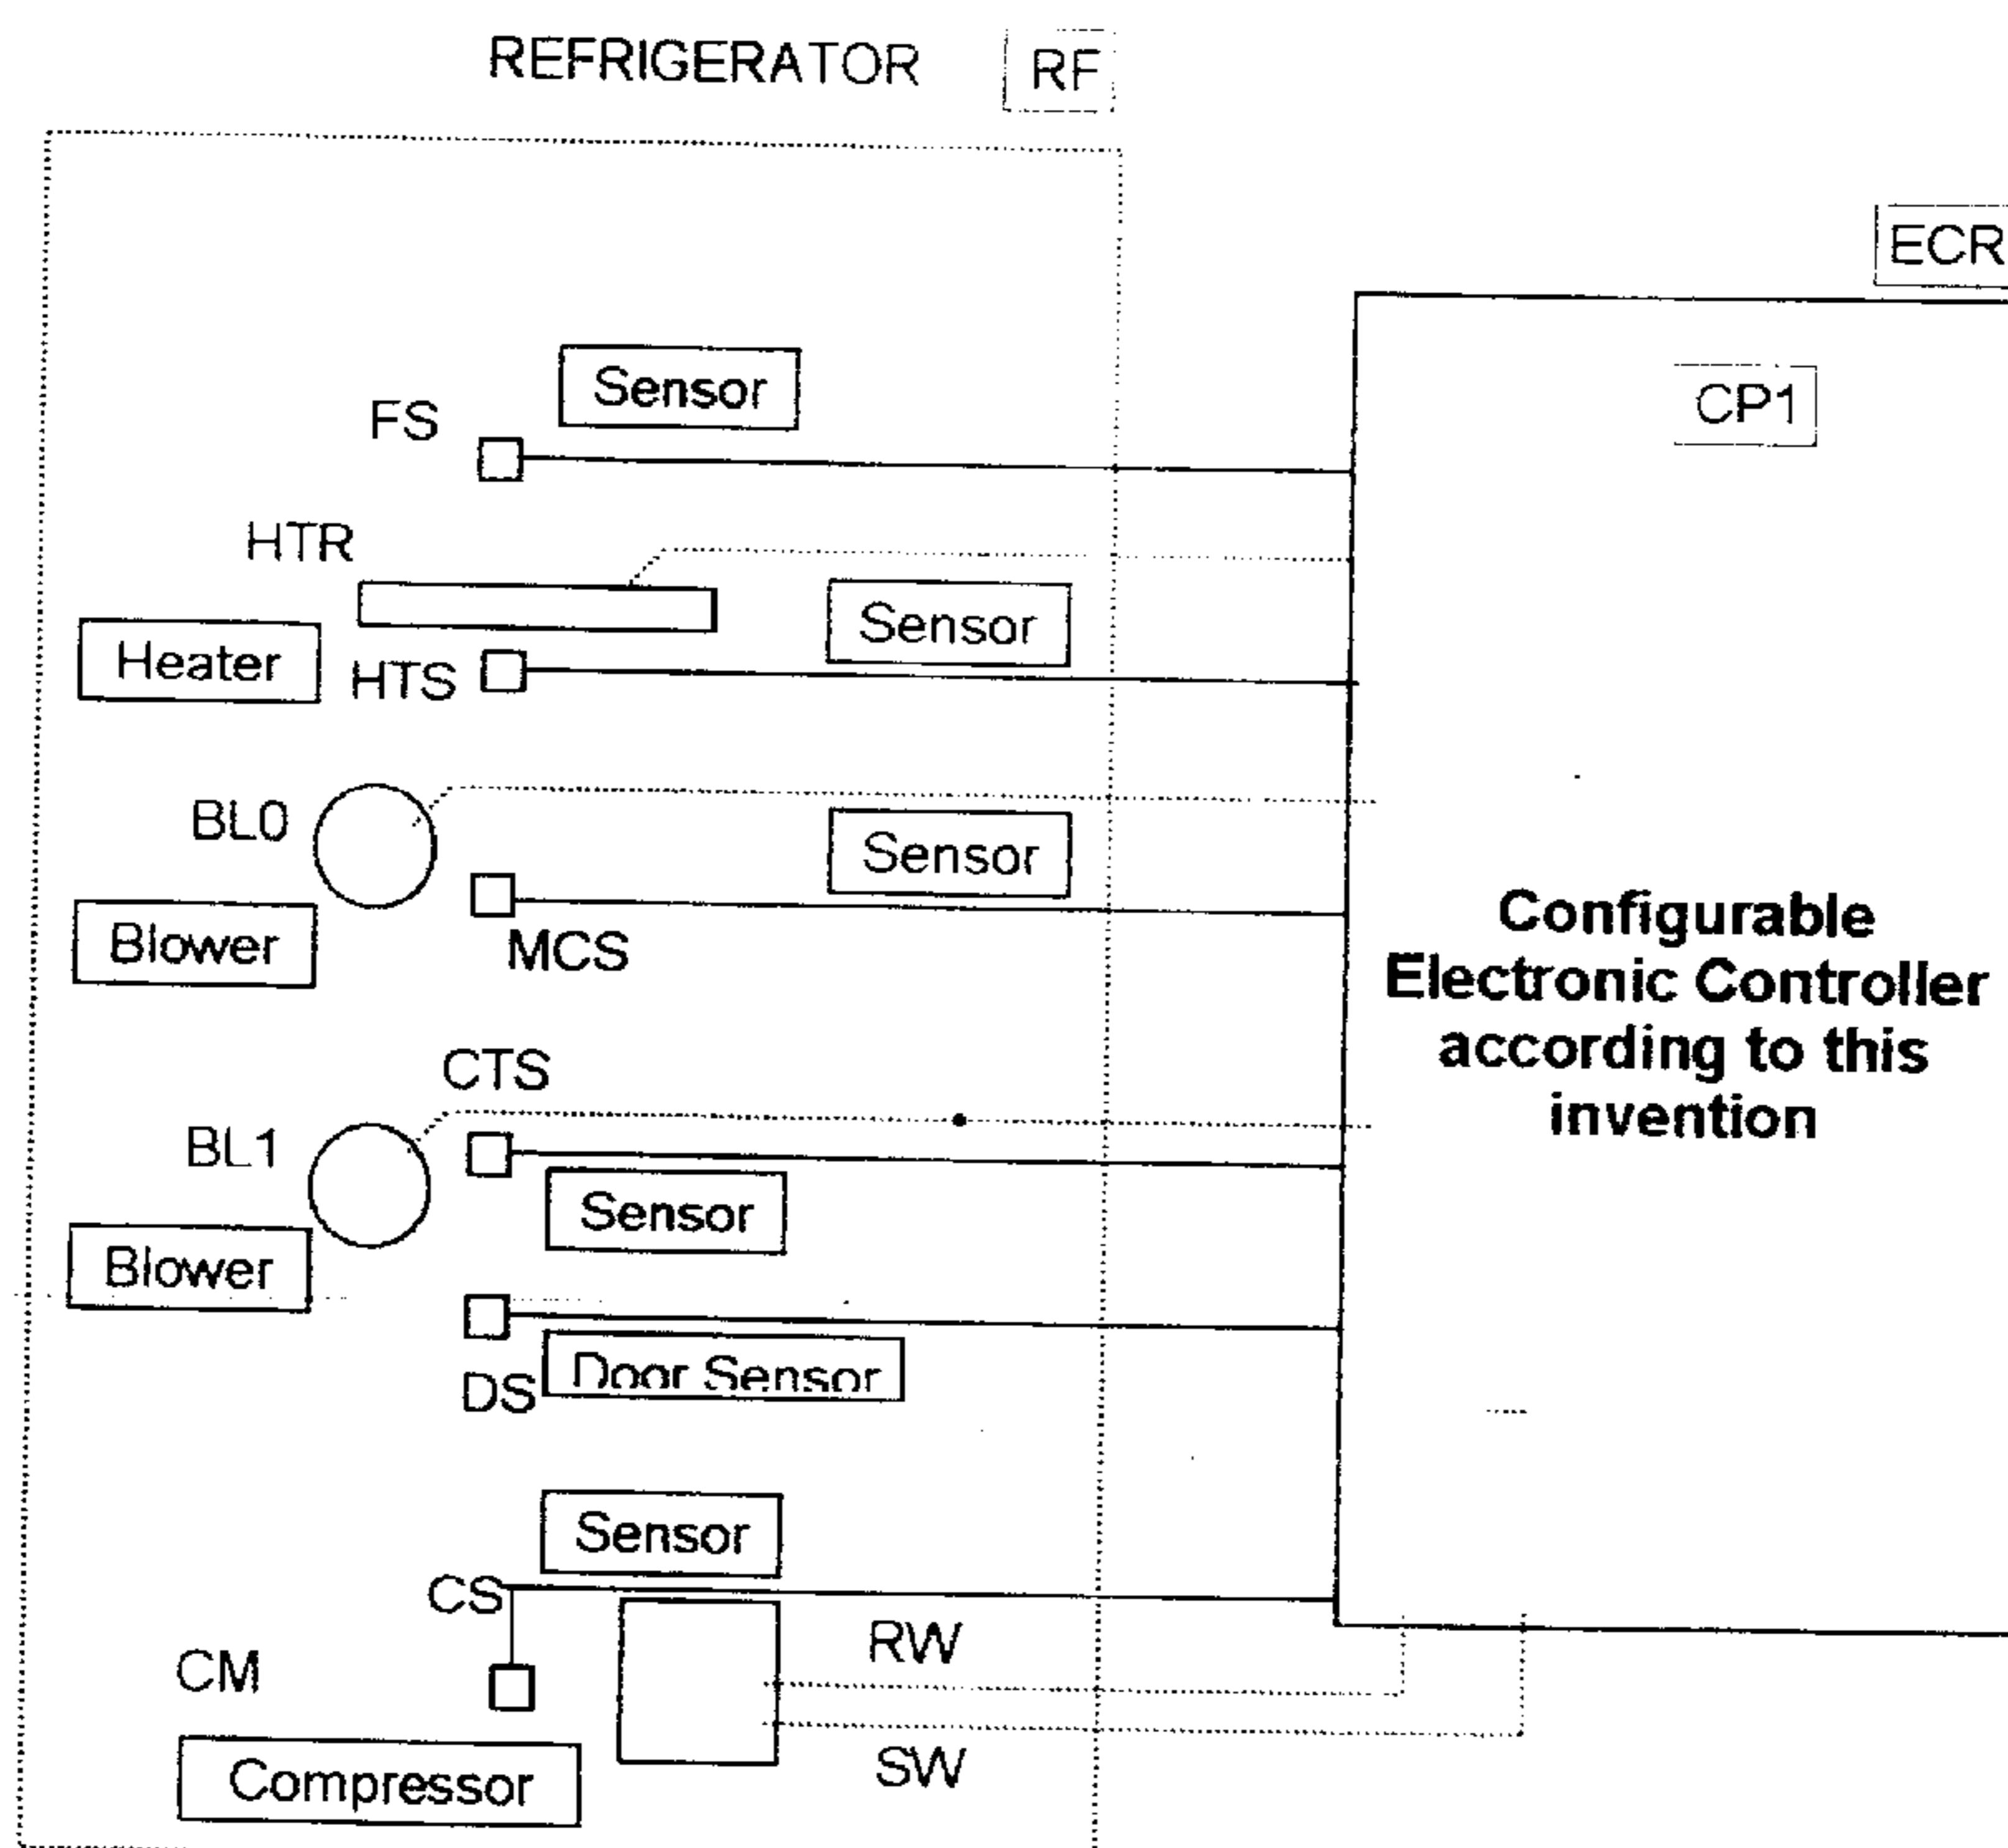 REFRIGERATOR RF
ECR
CP1
Sensor
FS
HTR
Sensor
Heater
HTS
BL0
Sensor
Blower
MCS
Configurable
Electronic Controller
according to this
invention
CTS
BL1
Sensor
Blower
Door Sensor
DS
Sensor
CS
RW
CM
SW
Compressor